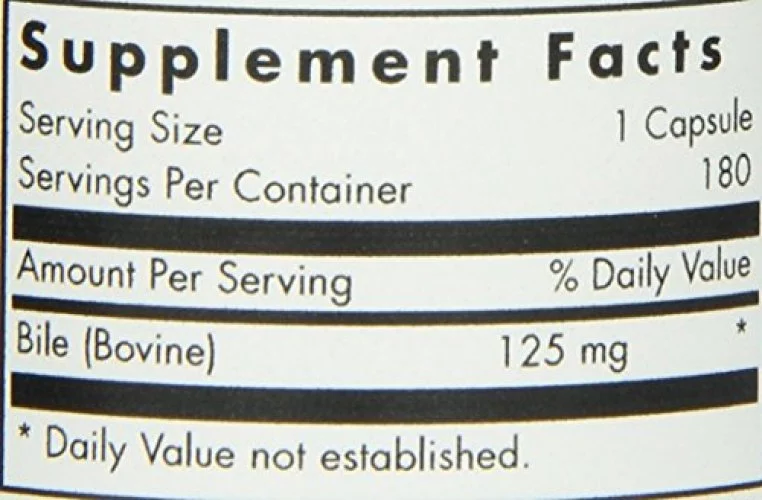 Supplement Facts
Serving Size 1 Capsule
Servings Per Container 180
Amount Per Serving % Daily Value
Bile (Bovine) 125 mg *
* Daily Value not established.